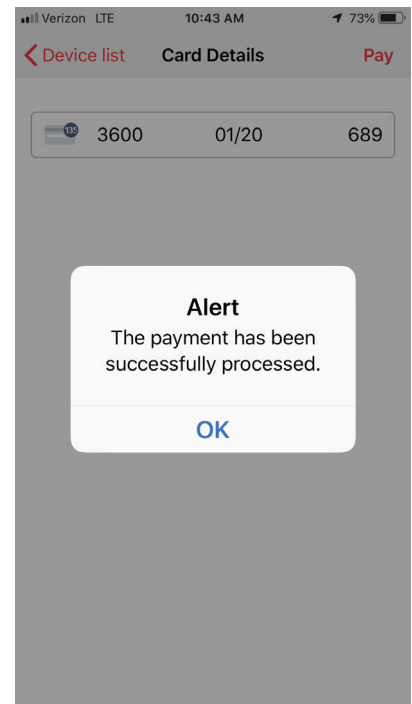 Verizon LTE 10:43 AM 73%
Device list Card Details Pay
3600 01/20 689
Alert
The payment has been
successfully processed.
OK